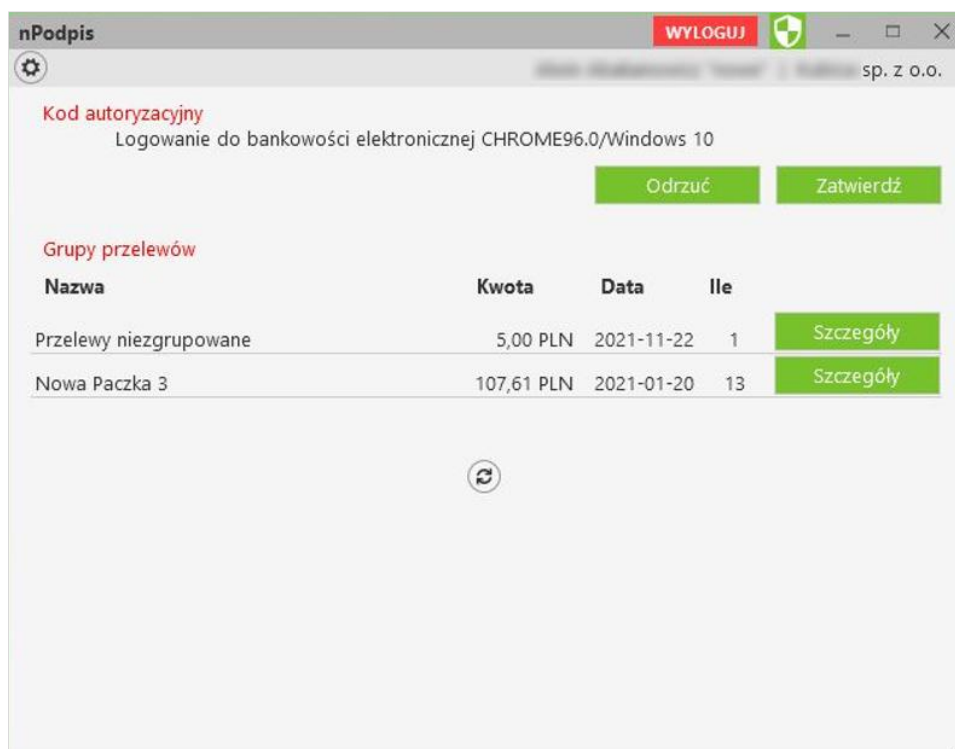 nPodpis WYLOGUJ
sp. z o.o.
Kod autoryzacyjny
Logowanie do bankowości elektronicznej CHROME96.0/Windows 10
Odrzuć Zatwierdź
Grupy przelewów
Nazwa Kwota Data Ile
Przelewy niezgrupowane 5,00 PLN 2021-11-22 1 Szczegóły
Nowa Paczka 3 107,61 PLN 2021-01-20 13 Szczegóły